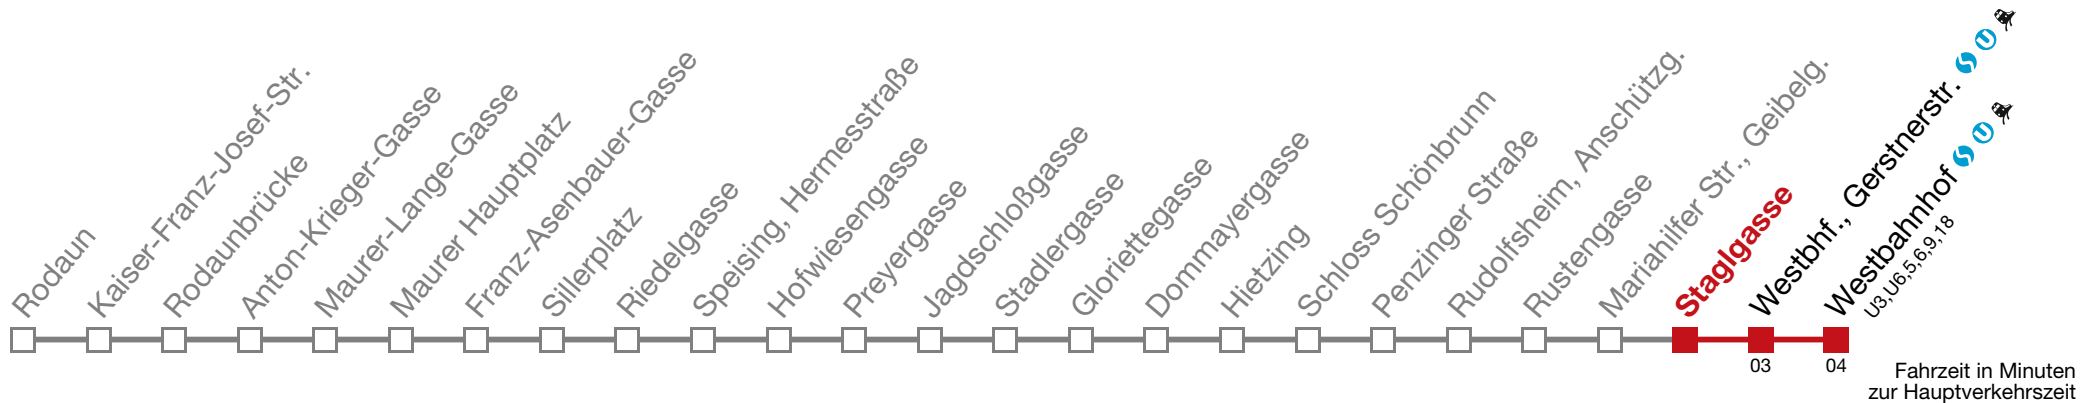 Rodaun
Kaiser-Franz-Josef-Str.
Rodaunbrücke
Anton-Krieger-Gasse
Maurer-Lange-Gasse
Maurer Hauptplatz
Franz-Asenbauer-Gasse
Sillerplatz
Riedelgasse
Speising, Hermesstraße
Hofwiesengasse
Preyergasse
Jagdschloßgasse
Stadlergasse
Gloriettegasse
Dommayergasse
Hietzing
Schloss Schönbrunn
Penzinger Straße
Rudolfsheim, Anschützg.
Rustengasse
Mariahilfer Str., Geibelg.
Staglgasse
Westbhf., Gerstnerstr. S U
Westbahnhof S U
U3,U6,5,6,9,18
03
04
Fahrzeit in Minuten
zur Hauptverkehrszeit